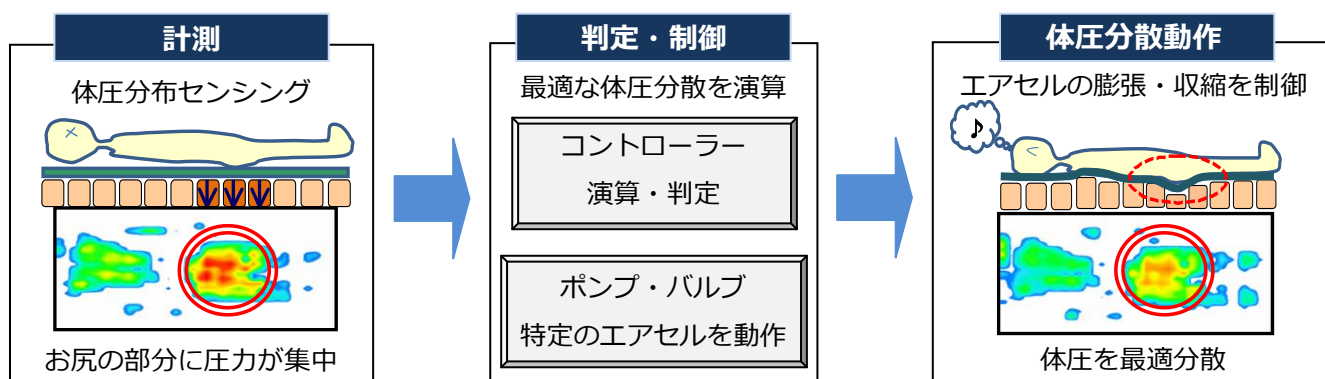 計測
体圧分布センシング
お尻の部分に圧力が集中
判定・制御
最適な体圧分散を演算
コントローラー
演算・判定
ポンプ・バルブ
特定のエアセルを動作
体圧分散動作
エアセルの膨張・収縮を制御
♪
体圧を最適分散